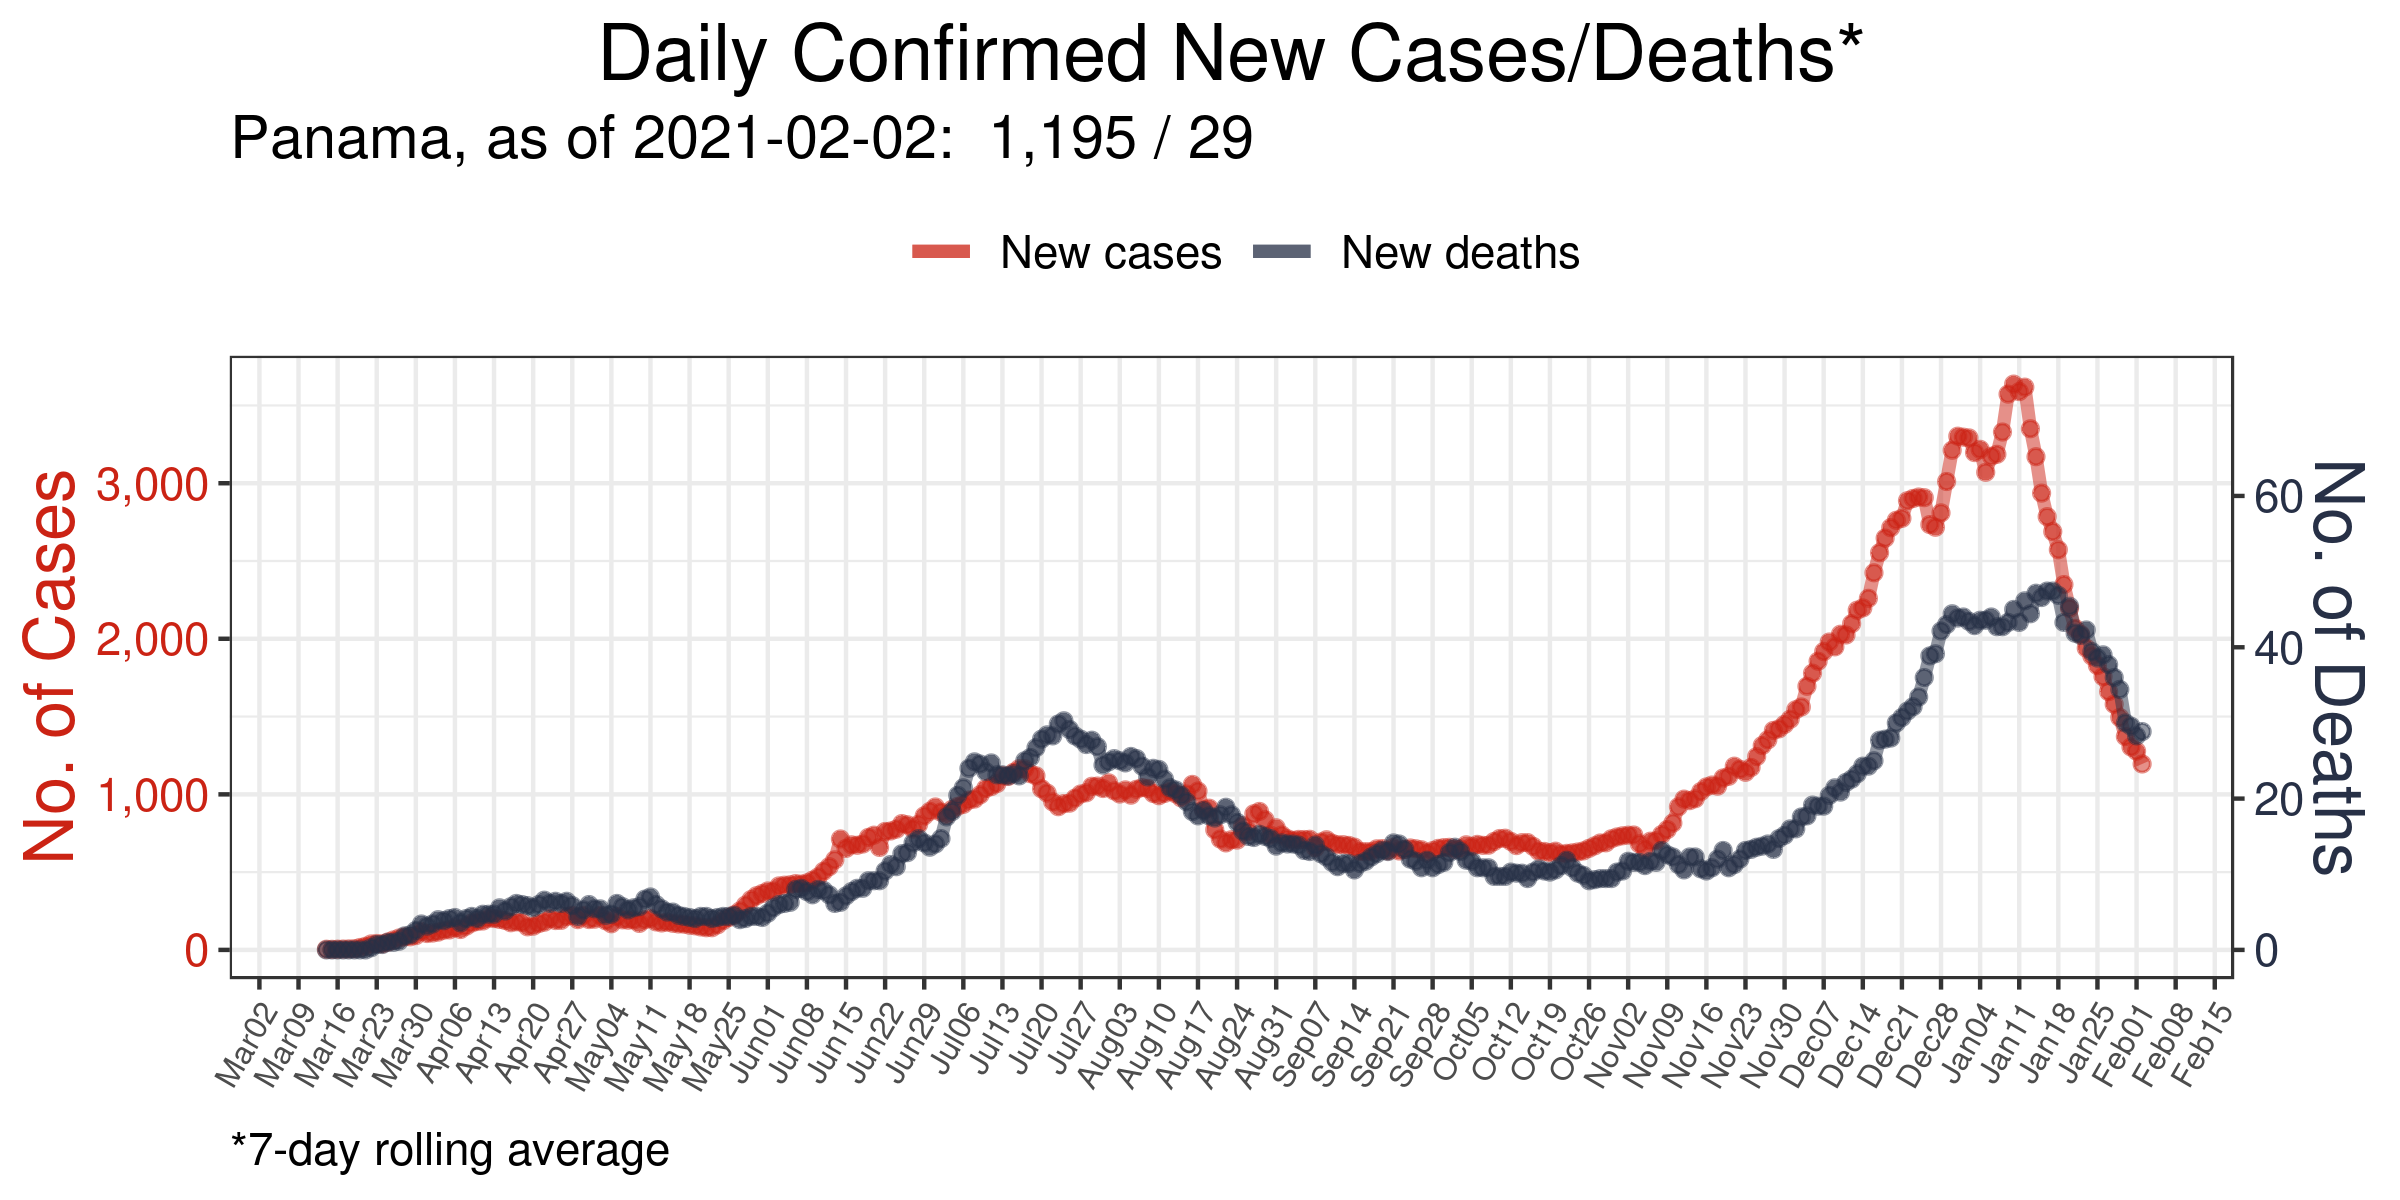 Daily Confirmed New Cases/Deaths*
Panama, as of 2021-02-02:  1,195 / 29
New cases
New deaths
No. of Cases
3,000
2,000
1,000
0
60
40
20
0
No. of Deaths
Mar02
Mar09
Mar16
Mar23
Mar30
Apr06
Apr13
Apr20
Apr27
May04
May11
May18
May25
Jun01
Jun08
Jun15
Jun22
Jun29
Jul06
Jul13
Jul20
Jul27
Aug03
Aug10
Aug17
Aug24
Aug31
Sep07
Sep14
Sep21
Sep28
Oct05
Oct12
Oct19
Oct26
Nov02
Nov09
Nov16
Nov23
Nov30
Dec07
Dec14
Dec21
Dec28
Jan04
Jan11
Jan18
Jan25
Feb01
Feb08
Feb15
*7-day rolling average